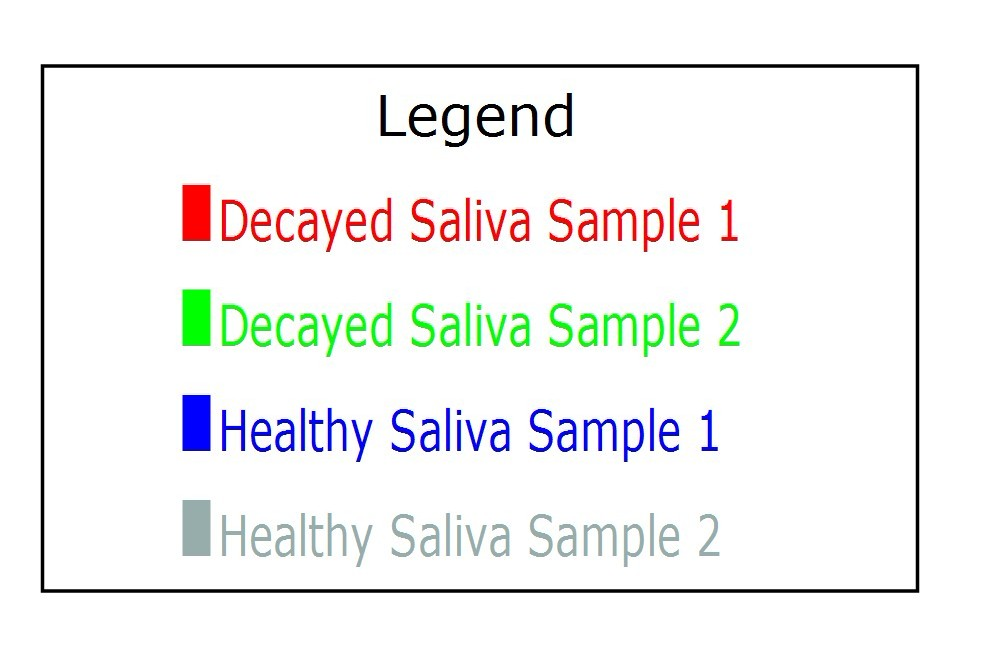 Legend
Decayed Saliva Sample 1
Decayed Saliva Sample 2
Healthy Saliva Sample 1
Healthy Saliva Sample 2